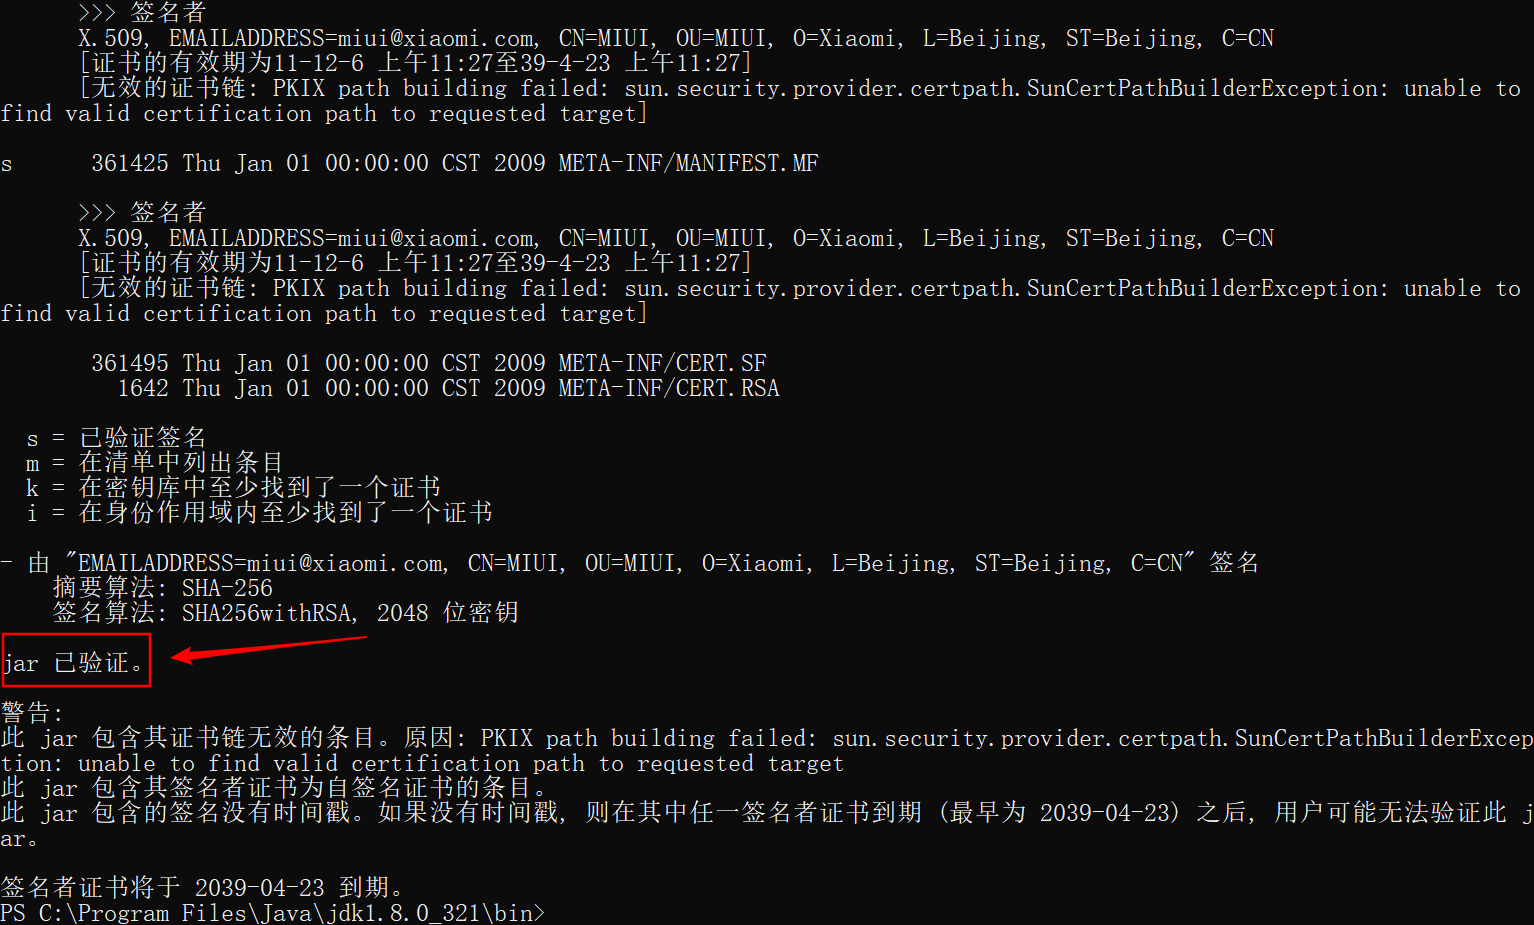 >>> 签名者
X.509, EMAILADDRESS=miui@xiaomi.com, CN=MIUI, OU=MIUI, O=Xiaomi, L=Beijing, ST=Beijing, C=CN
[证书的有效期为11-12-6 上午11:27至39-4-23 上午11:27]
[无效的证书链: PKIX path building failed: sun.security.provider.certpath.SunCertPathBuilderException: unable to
find valid certification path to requested target]
s      361425 Thu Jan 01 00:00:00 CST 2009 META-INF/MANIFEST.MF
>>> 签名者
X.509, EMAILADDRESS=miui@xiaomi.com, CN=MIUI, OU=MIUI, O=Xiaomi, L=Beijing, ST=Beijing, C=CN
[证书的有效期为11-12-6 上午11:27至39-4-23 上午11:27]
[无效的证书链: PKIX path building failed: sun.security.provider.certpath.SunCertPathBuilderException: unable to
find valid certification path to requested target]
361495 Thu Jan 01 00:00:00 CST 2009 META-INF/CERT.SF
1642 Thu Jan 01 00:00:00 CST 2009 META-INF/CERT.RSA
s = 已验证签名
m = 在清单中列出条目
k = 在密钥库中至少找到了一个证书
i = 在身份作用域内至少找到了一个证书
- 由 "EMAILADDRESS=miui@xiaomi.com, CN=MIUI, OU=MIUI, O=Xiaomi, L=Beijing, ST=Beijing, C=CN" 签名
摘要算法: SHA-256
签名算法: SHA256withRSA, 2048 位密钥
jar 已验证。
警告:
此 jar 包含其证书链无效的条目。原因: PKIX path building failed: sun.security.provider.certpath.SunCertPathBuilderExcep
tion: unable to find valid certification path to requested target
此 jar 包含其签名者证书为自签名证书的条目。
此 jar 包含的签名没有时间戳。如果没有时间戳, 则在其中任一签名者证书到期 (最早为 2039-04-23) 之后, 用户可能无法验证此 j
ar。
签名者证书将于 2039-04-23 到期。
PS C:\Program Files\Java\jdk1.8.0_321\bin>